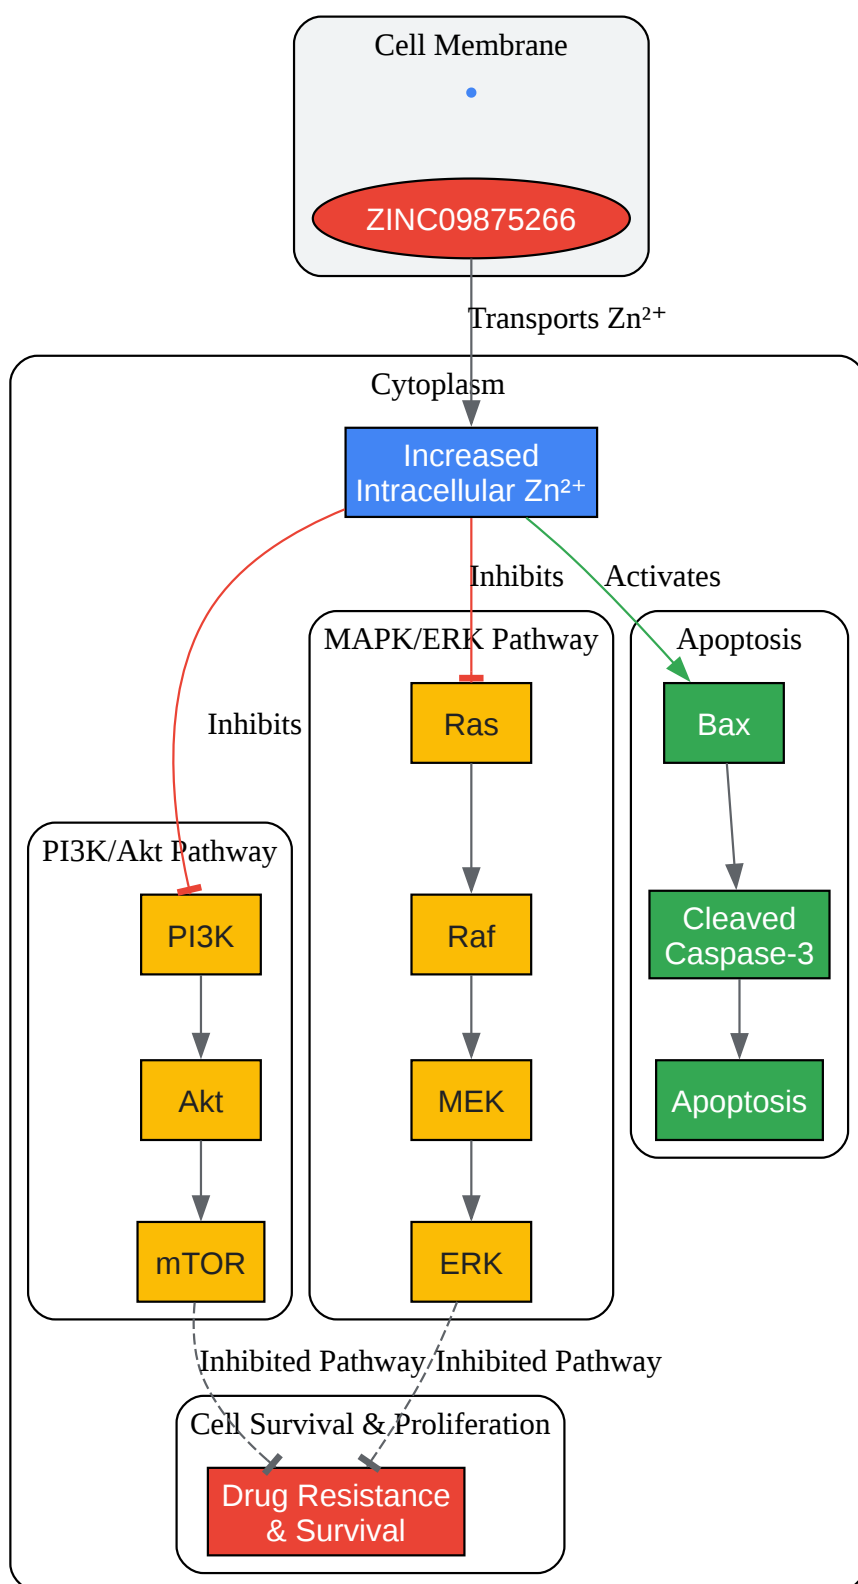 Cell Membrane
ZINC09875266
Transports Zn²⁺
Cytoplasm
Increased
Intracellular Zn²⁺
Inhibits
Activates
MAPK/ERK Pathway
Apoptosis
Ras
Bax
Inhibits
PI3K/Akt Pathway
PI3K
Raf
Cleaved
Caspase-3
Akt
MEK
Apoptosis
mTOR
ERK
Inhibited Pathway
Inhibited Pathway
Cell Survival & Proliferation
Drug Resistance
& Survival